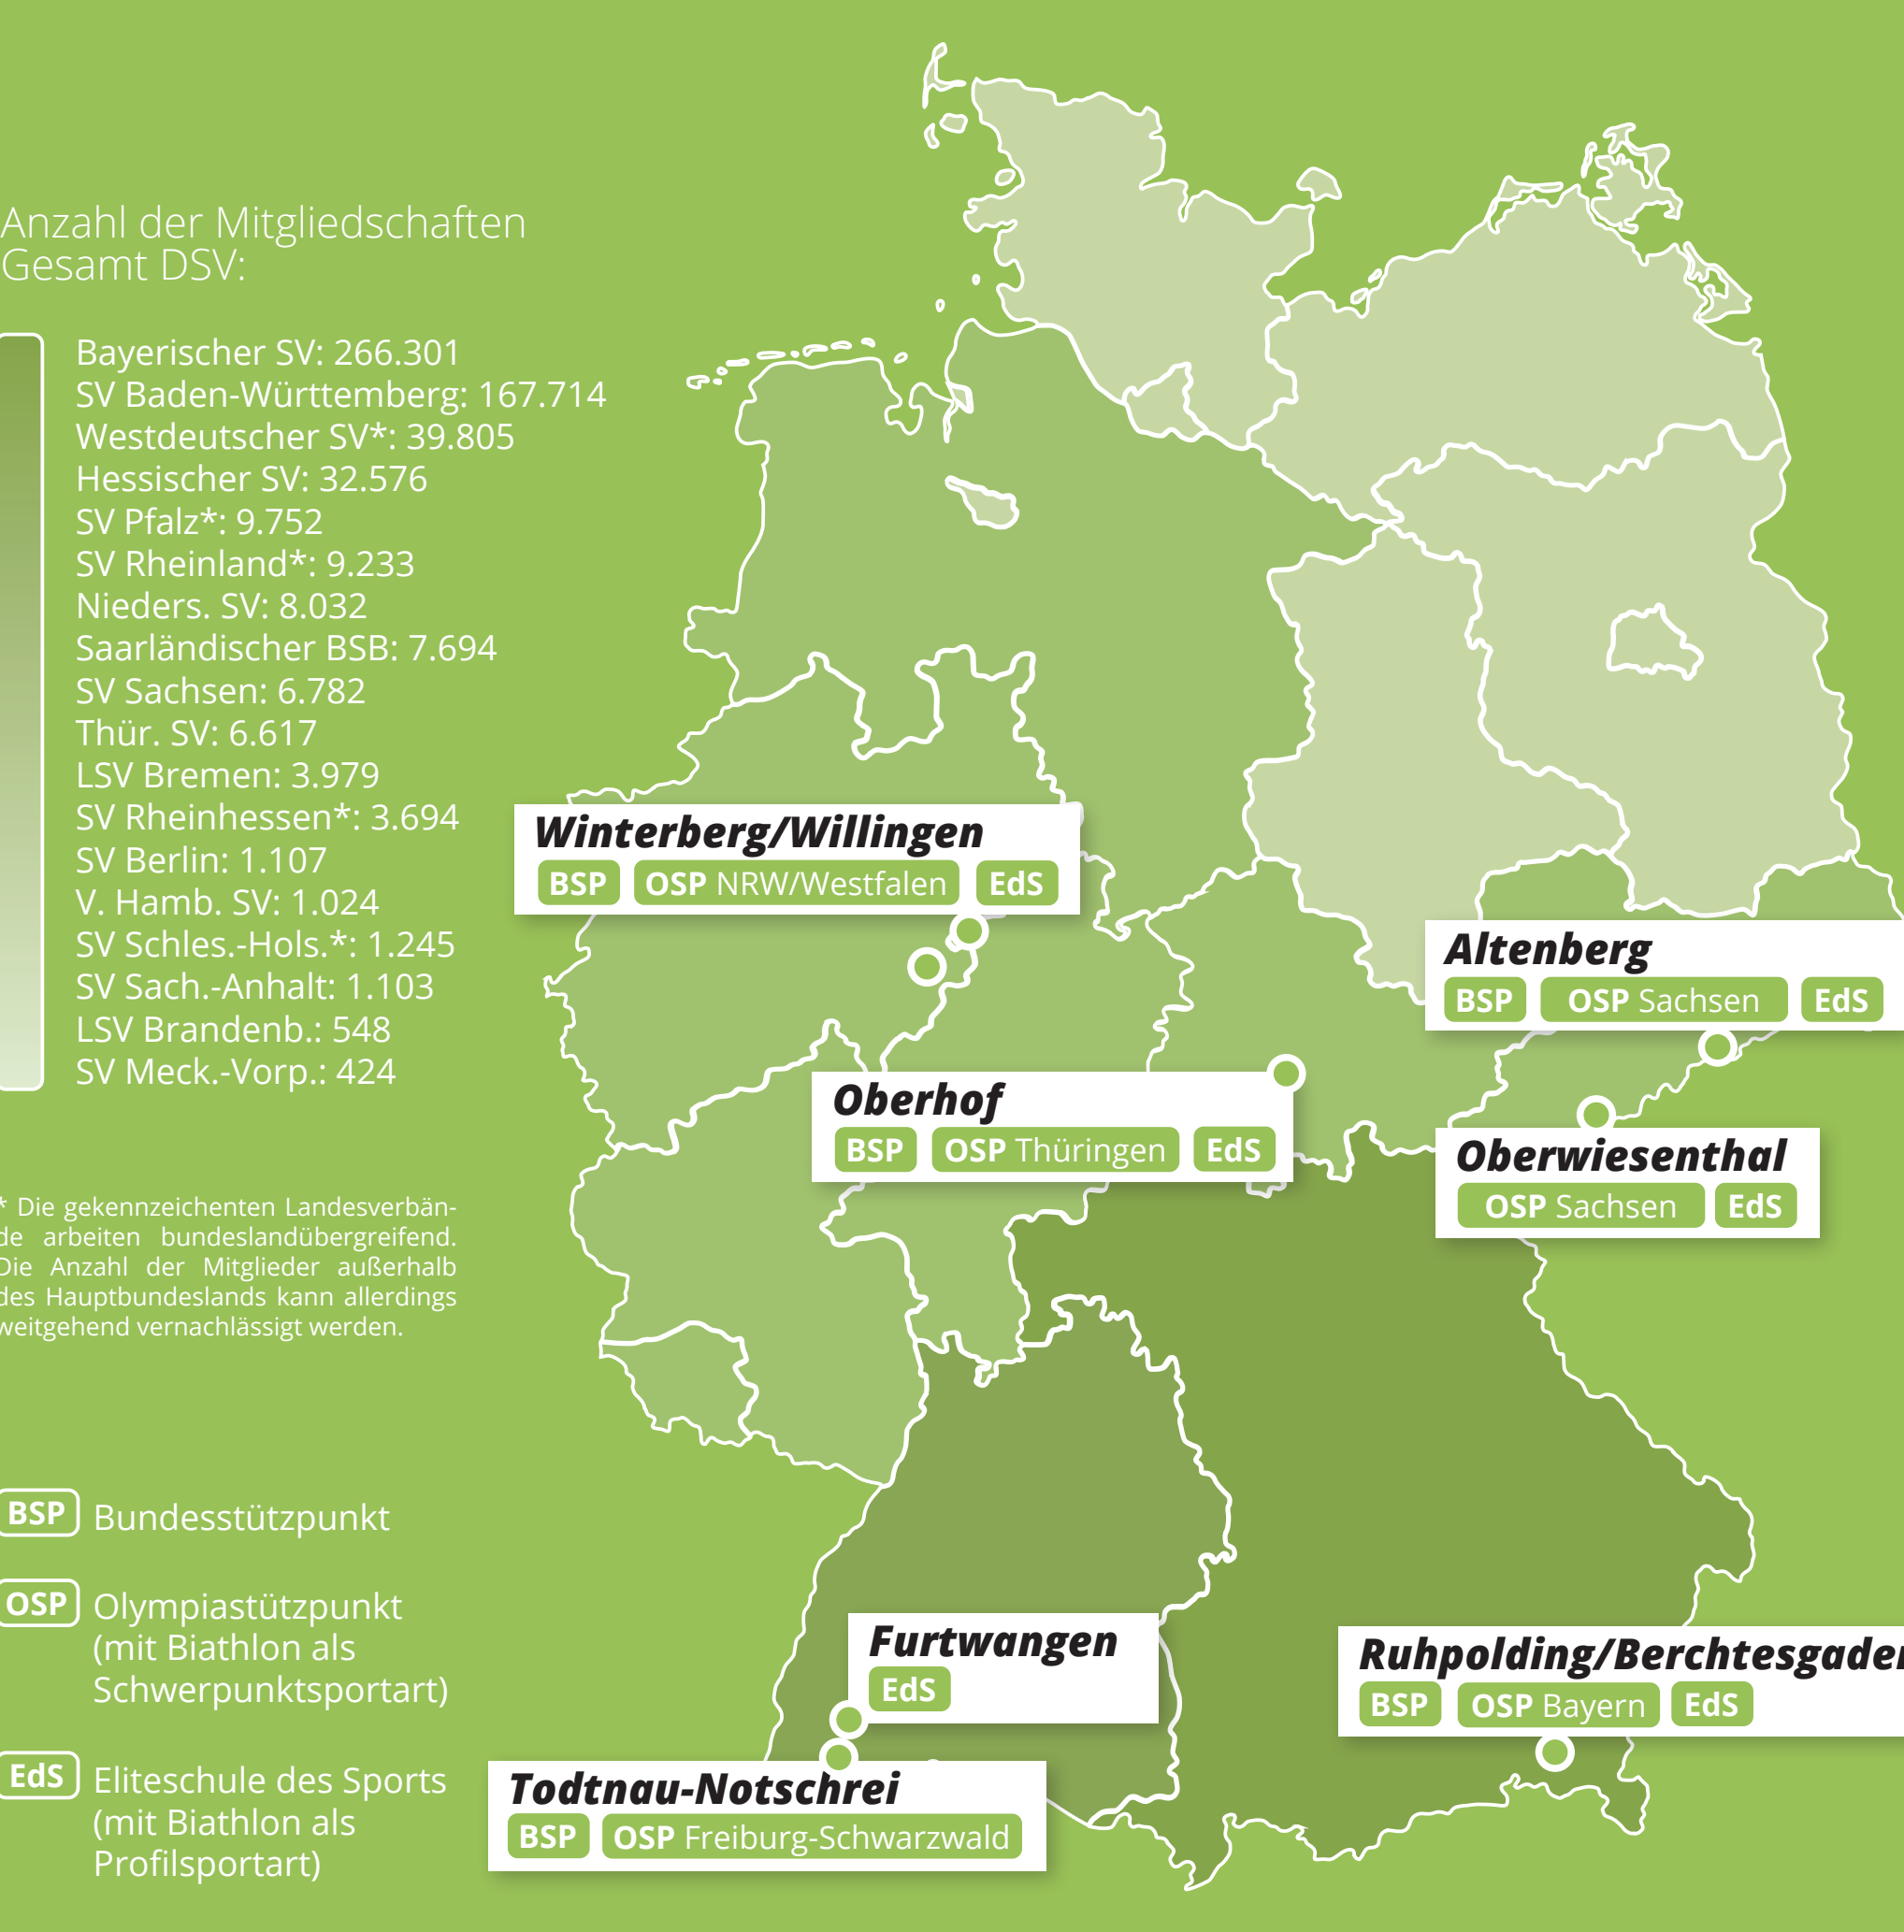 Anzahl der Mitgliedschaften
Gesamt DSV:
Bayerischer SV: 266.301
SV Baden-Württemberg: 167.714
Westdeutscher SV*: 39.805
Hessischer SV: 32.576
SV Pfalz*: 9.752
SV Rheinland*: 9.233
Nieders. SV: 8.032
Saarländischer BSB: 7.694
SV Sachsen: 6.782
Thür. SV: 6.617
LSV Bremen: 3.979
SV Rheinhessen*: 3.694
SV Berlin: 1.107
V. Hamb. SV: 1.024
SV Schles.-Hols.*: 1.245
SV Sach.-Anhalt: 1.103
LSV Brandenb.: 548
SV Meck.-Vorp.: 424
* Die gekennzeichenten Landesverbän-
de arbeiten bundeslandübergreifend.
Die Anzahl der Mitglieder außerhalb
des Hauptbundeslands kann allerdings
weitgehend vernachlässigt werden.
BSP Bundesstützpunkt
OSP Olympiastützpunkt
(mit Biathlon als
Schwerpunktsportart)
EdS Eliteschule des Sports
(mit Biathlon als
Profilsportart)
Winterberg/Willingen
BSP OSP NRW/Westfalen EdS
Altenberg
BSP OSP Sachsen EdS
Oberhof
BSP OSP Thüringen EdS
Oberwiesenthal
OSP Sachsen EdS
Furtwangen
EdS
Ruhpolding/Berchtesgaden
BSP OSP Bayern EdS
Todtnau-Notschrei
BSP OSP Freiburg-Schwarzwald